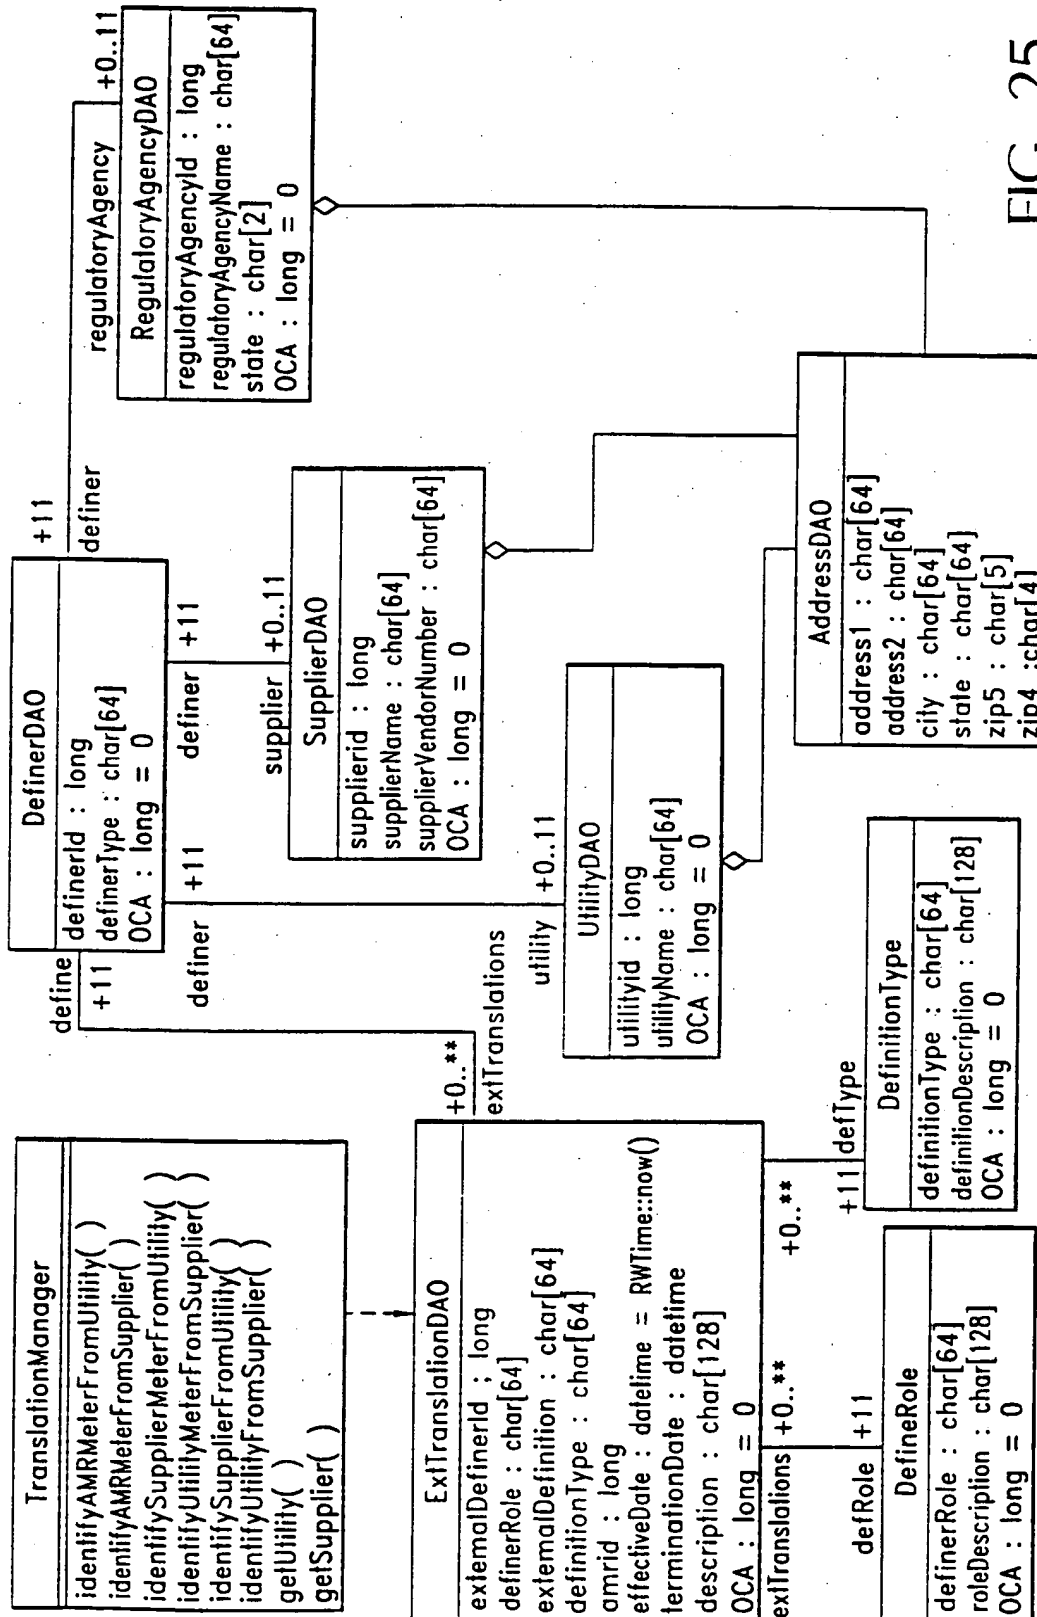 TranslationManager
identifyAMRMeterFromUtility( )
identifyAMRMeterFromSupplier( )
identifySupplierMeterFromUtility( )
identifyUtilityMeterFromSupplier( )
identifySupplierFromUtility( )
identifyUtilityFromSupplier( )
getUtility( )
getSupplier( )
DefinerDAO
definerId : long
definerType : char[64]
OCA : long = 0
define
+11
definer
+11
definer
+11
+11
definer
regulatoryAgency
+0..11
RegulatoryAgencyDAO
regulatoryAgencyId : long
regulatoryAgencyName : char[64]
state : char[2]
OCA : long = 0
supplier
+0..11
SupplierDAO
supplierid : long
supplierName : char[64]
supplierVendorNumber : char[64]
OCA : long = 0
+0..**
extTranslations
utility
+0..11
UtilityDAO
utilityid : long
utilityName : char[64]
OCA : long = 0
ExtTranslationDAO
externalDefinerId ; long
definerRole : char[64]
externalDefinition : char[64]
definitionType : char[64]
amrid : long
effectiveDate : datetime = RWTime::now()
terminationDate : datetime
description : char[128]
OCA : long = 0
extTranslations
+0..**
+0..**
defRole
+11
+11
defType
DefineRole
definerRole : char[64]
roleDescription : char[128]
OCA : long = 0
DefinitionType
definitionType : char[64]
definitionDescription : char[128]
OCA : long = 0
AddressDAO
address1 : char[64]
address2 : char[64]
city : char[64]
state : char[64]
zip5 : char[5]
zip4 :char[4]
FIG. 25